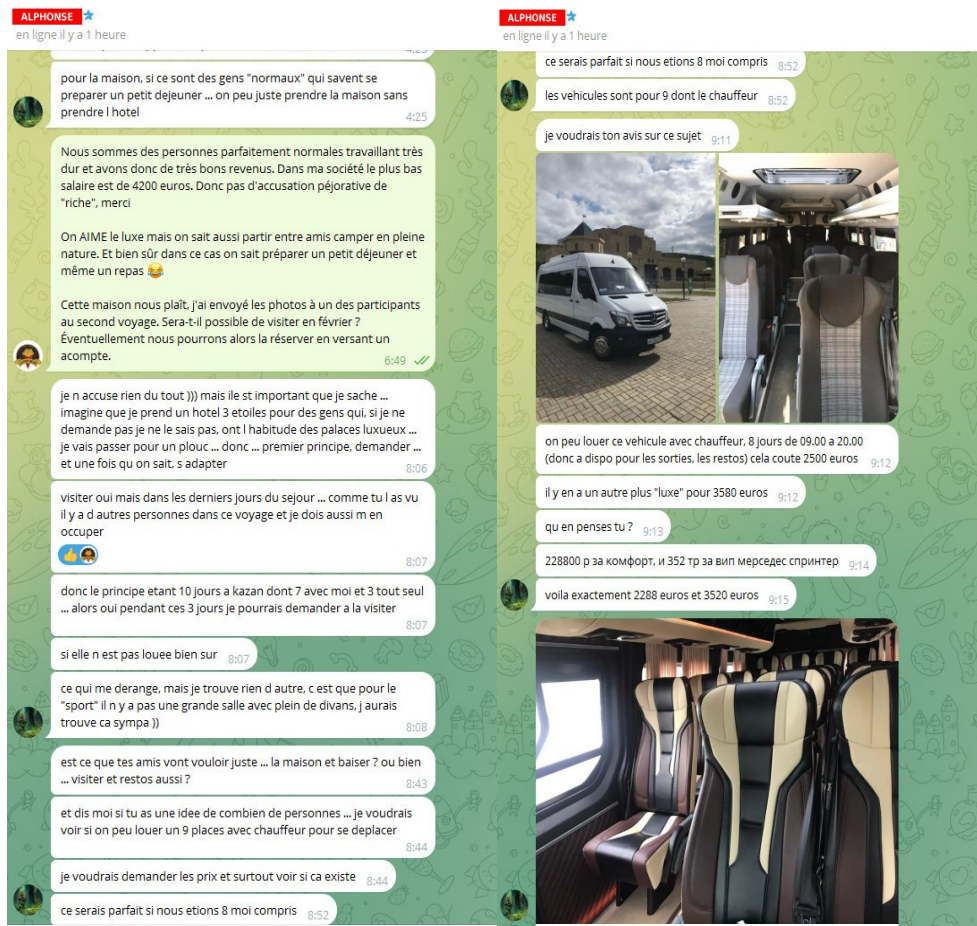 ALPHONSE
en ligne il y a 1 heure
4:25
pour la maison, si ce sont des gens "normaux" qui savent se
preparer un petit dejeuner ... on peu juste prendre la maison sans
prendre l hotel
4:25
Nous sommes des personnes parfaitement normales travaillant très
dur et avons donc de très bons revenus. Dans ma société le plus bas
salaire est de 4200 euros. Donc pas d'accusation péjorative de
"riche", merci
On AIME le luxe mais on sait aussi partir entre amis camper en pleine
nature. Et bien sûr dans ce cas on sait préparer un petit déjeuner et
même un repas 😂
Cette maison nous plaît, j'ai envoyé les photos à un des participants
au second voyage. Sera-t-il possible de visiter en février ?
Éventuellement nous pourrons alors la réserver en versant un
acompte.
6:49
je n accuse rien du tout ))) mais ile st important que je sache ...
imagine que je prend un hotel 3 etoiles pour des gens qui, si je ne
demande pas je ne le sais pas, ont l habitude des palaces luxueux ...
je vais passer pour un plouc ... donc ... premier principe, demander ...
et une fois qu on sait, s adapter
8:06
visiter oui mais dans les derniers jours du sejour ... comme tu l as vu
il y a d autres personnes dans ce voyage et je dois aussi m en
occuper
8:07
donc le principe etant 10 jours a kazan dont 7 avec moi et 3 tout seul
... alors oui pendant ces 3 jours je pourrais demander a la visiter
8:07
si elle n est pas louee bien sur 8:07
ce qui me derange, mais je trouve rien d autre, c est que pour le
"sport" il n y a pas une grande salle avec plein de divans, j aurais
trouve ca sympa ))
8:08
est ce que tes amis vont vouloir juste ... la maison et baiser ? ou bien
... visiter et restos aussi ?
8:43
et dis moi si tu as une idee de combien de personnes ... je voudrais
voir si on peu louer un 9 places avec chauffeur pour se deplacer
8:44
je voudrais demander les prix et surtout voir si ca existe 8:44
ce serais parfait si nous etions 8 moi compris 8:52
ALPHONSE
en ligne il y a 1 heure
ce serais parfait si nous etions 8 moi compris 8:52
les vehicules sont pour 9 dont le chauffeur 8:52
je voudrais ton avis sur ce sujet 9:11
on peu louer ce vehicule avec chauffeur, 8 jours de 09.00 a 20.00
(donc a dispo pour les sorties, les restos) cela coute 2500 euros 9:12
il y en a un autre plus "luxe" pour 3580 euros 9:12
qu en penses tu ? 9:13
228800 р за комфорт, и 352 тр за вип мерседес спринтер 9:14
voila exactement 2288 euros et 3520 euros 9:15